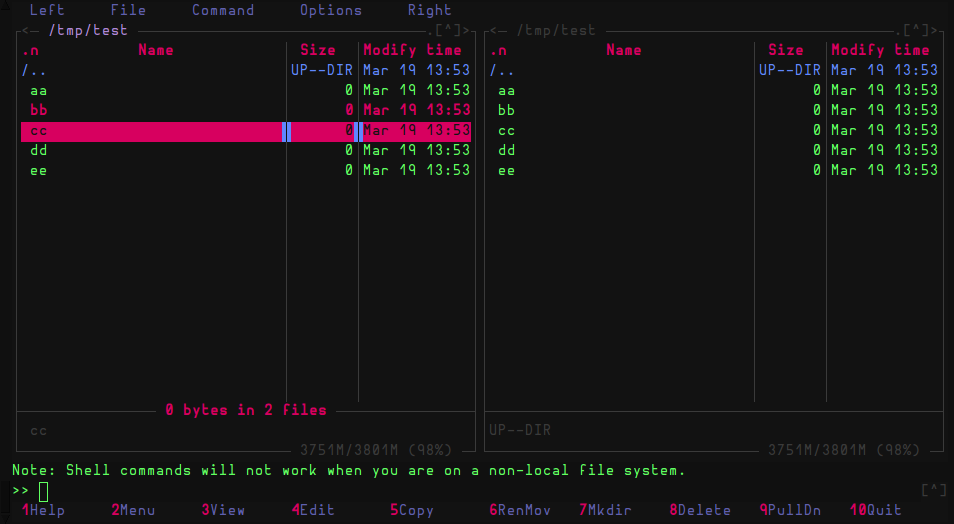 Left File Command Options Right
<─ /tmp/test .[^]> <─ /tmp/test .[^]>
.n Name Size Modify time .n Name Size Modify time
/.. UP--DIR Mar 19 13:53 /.. UP--DIR Mar 19 13:53
aa 0 Mar 19 13:53 aa 0 Mar 19 13:53
bb 0 Mar 19 13:53 bb 0 Mar 19 13:53
cc 0 Mar 19 13:53 cc 0 Mar 19 13:53
dd 0 Mar 19 13:53 dd 0 Mar 19 13:53
ee 0 Mar 19 13:53 ee 0 Mar 19 13:53
0 bytes in 2 files
cc UP--DIR
3751M/3801M (98%) 3751M/3801M (98%)
Note: Shell commands will not work when you are on a non-local file system.
>> [^]
1Help 2Menu 3View 4Edit 5Copy 6RenMov 7Mkdir 8Delete 9PullDn 10Quit